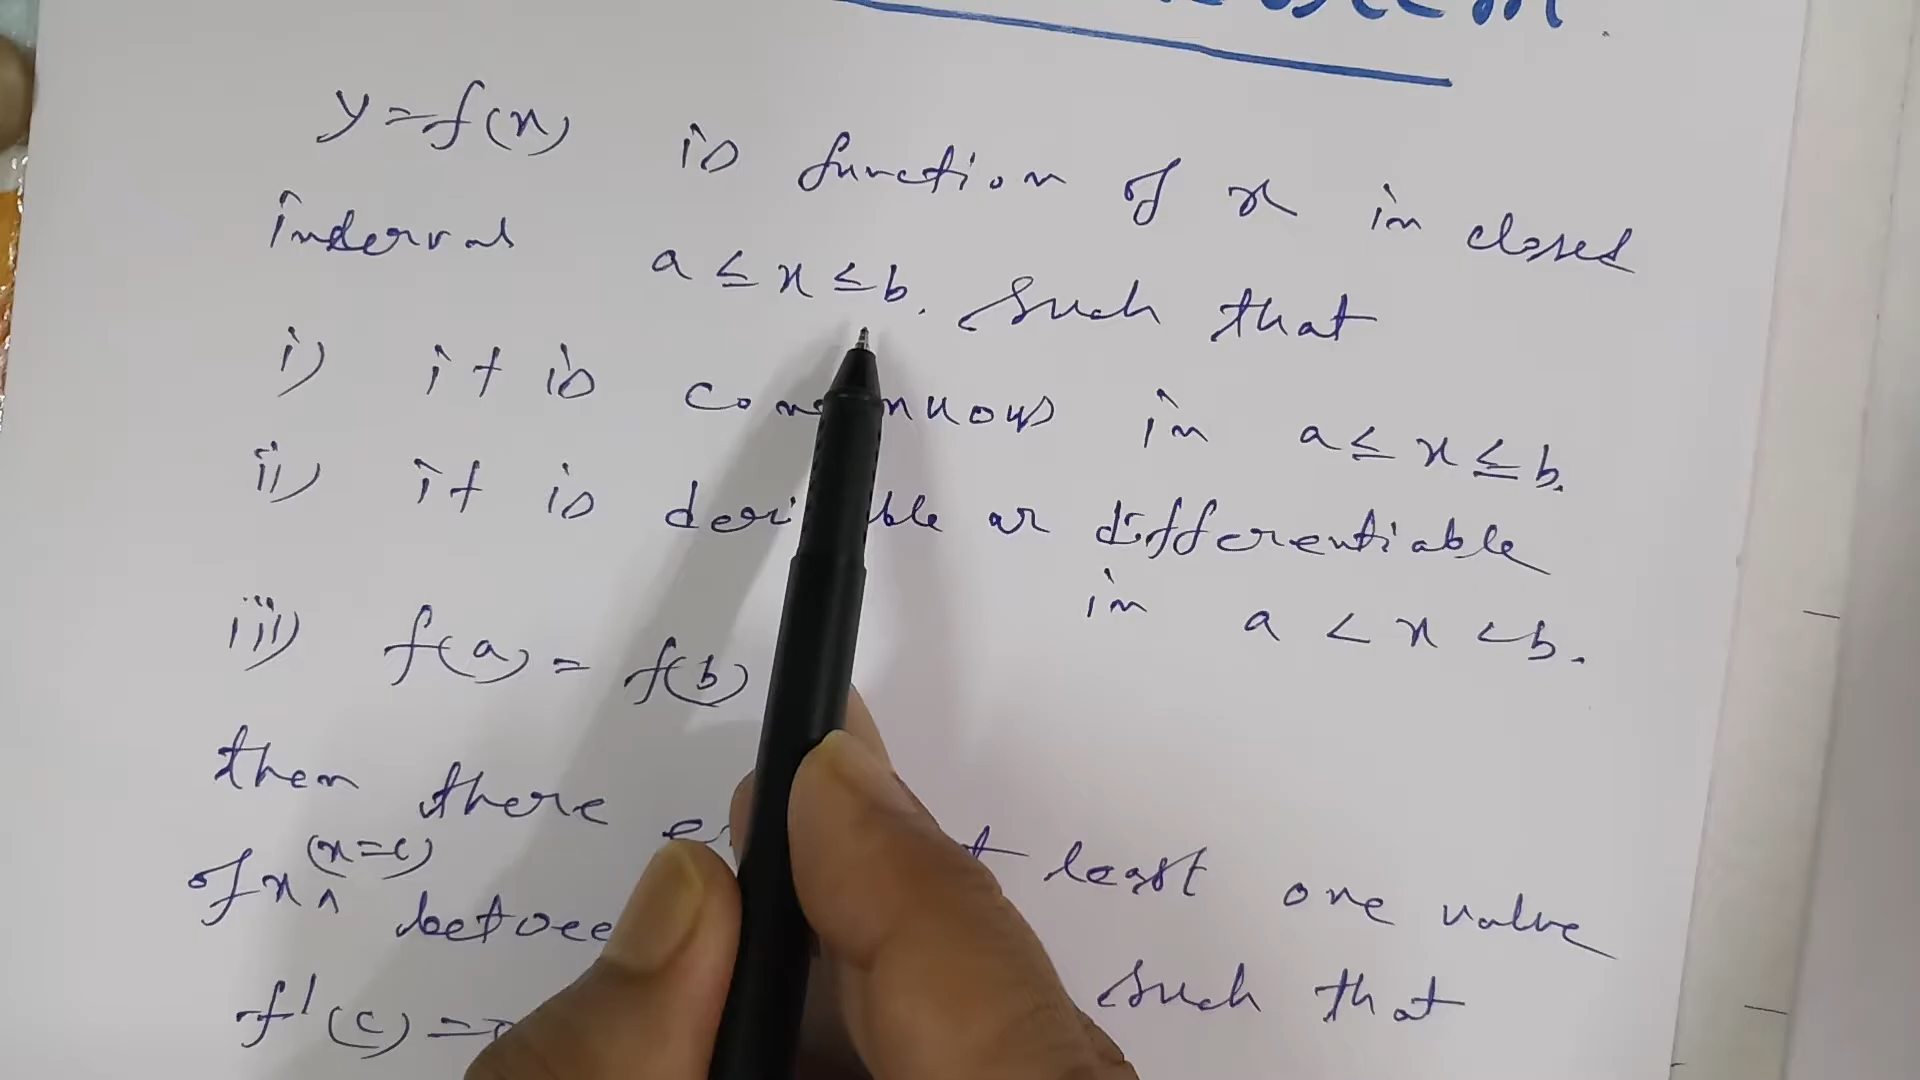 y=f(x) is function of x in closed
interval a ≤ x ≤ b. Such that
i) it is continuous in a ≤ x ≤ b.
ii) it is derivable or differentiable
in a < x < b.
iii) f(a) = f(b)
then there least one value
of x ^ (x=c) such that
f'(c) =